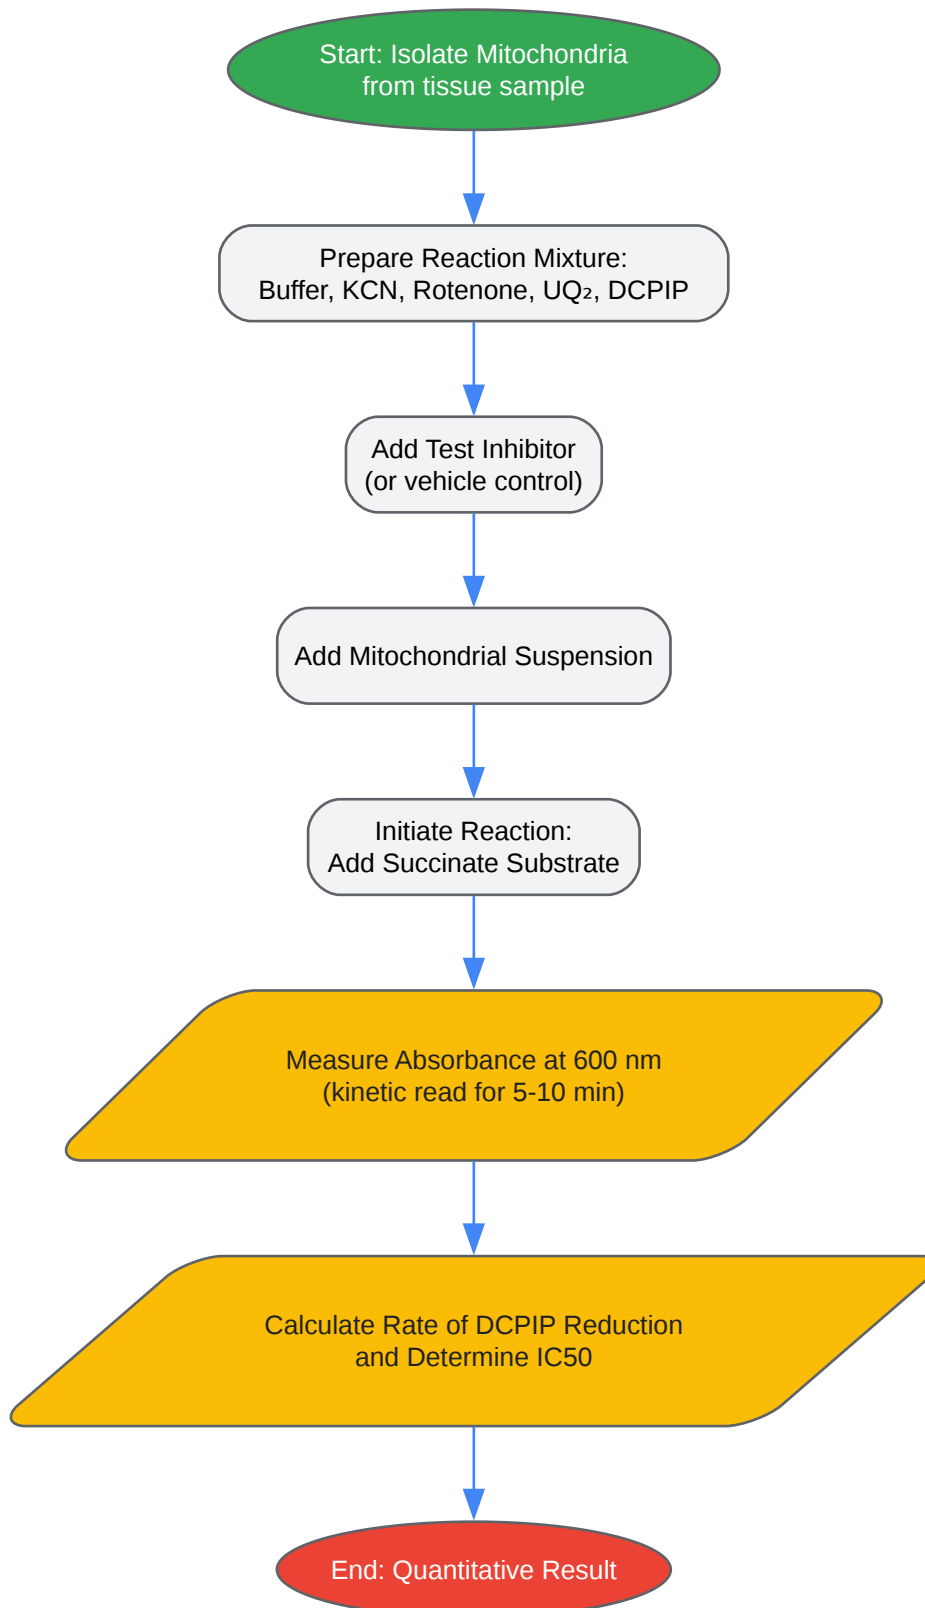 Start: Isolate Mitochondria
from tissue sample
Prepare Reaction Mixture:
Buffer, KCN, Rotenone, UQ₂, DCPIP
Add Test Inhibitor
(or vehicle control)
Add Mitochondrial Suspension
Initiate Reaction:
Add Succinate Substrate
Measure Absorbance at 600 nm
(kinetic read for 5-10 min)
Calculate Rate of DCPIP Reduction
and Determine IC50
End: Quantitative Result